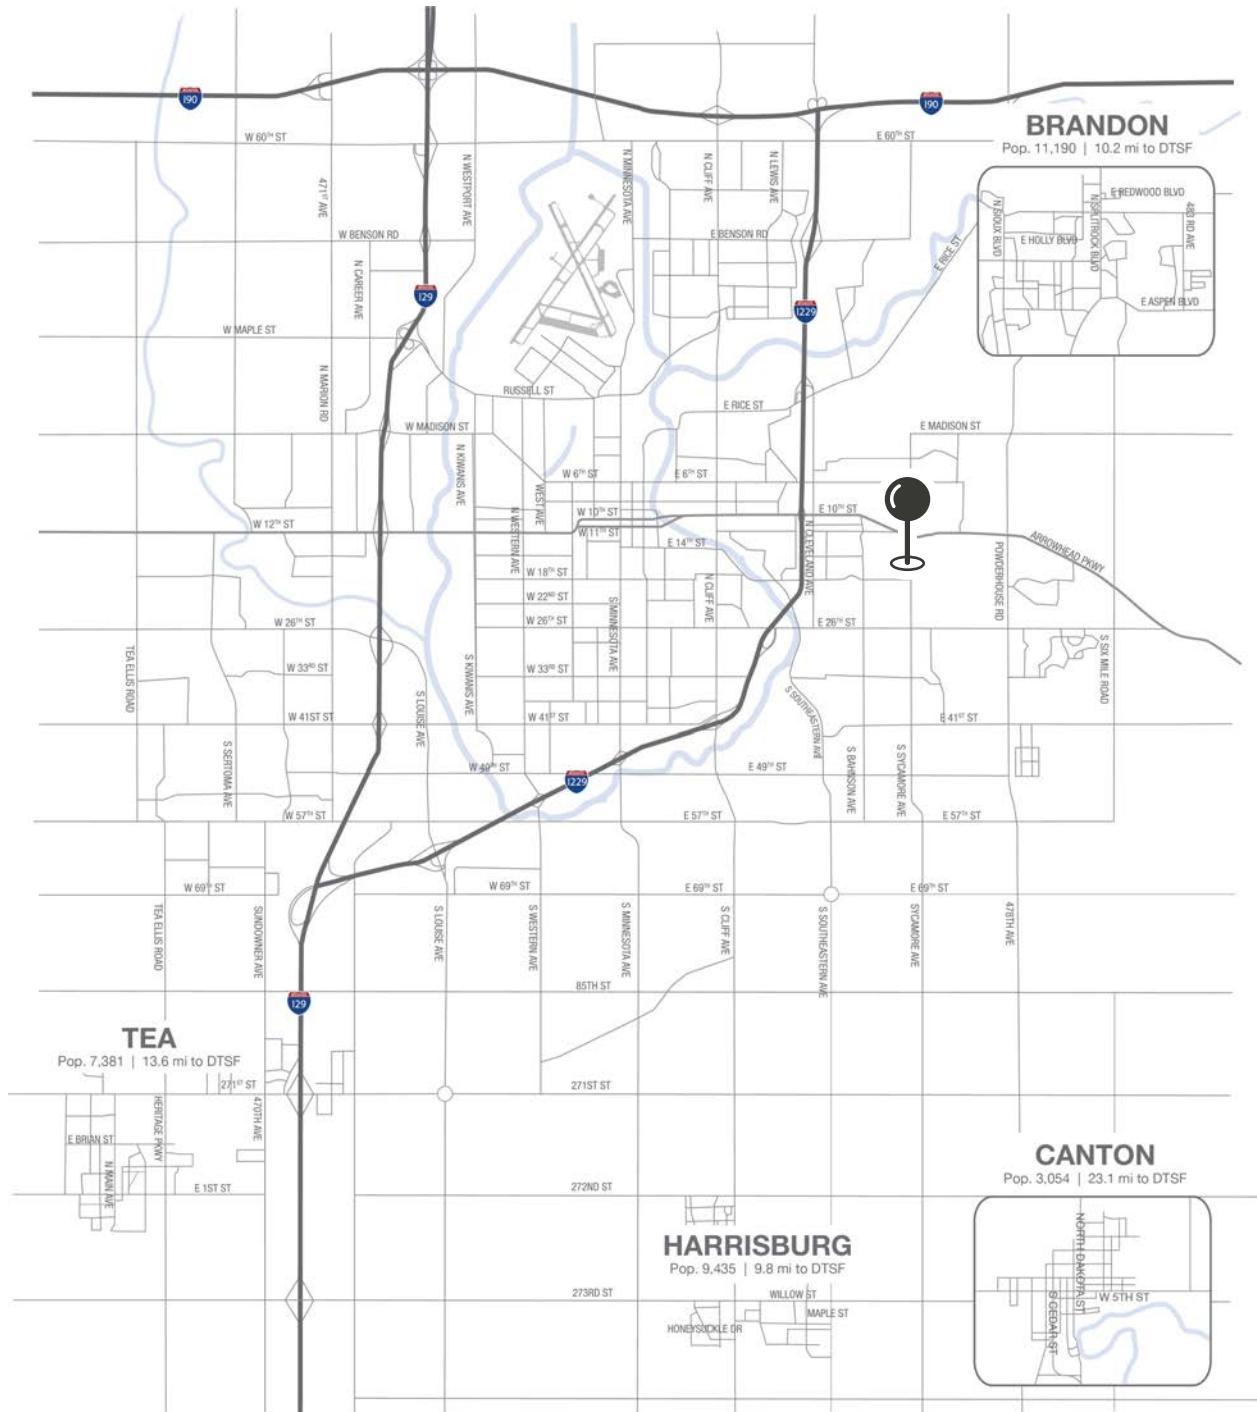 I90
I90
BRANDON
Pop. 11,190 | 10.2 mi to DTSF
W 60TH ST
E 60TH ST
471ST AVE
N WESTPORT AVE
N MINNESOTA AVE
N CLIFF AVE
N LEWIS AVE
E REDWOOD BLVD
N SIOUX BLVD
N SPLITROCK BLVD
483 RD AVE
E HOLLY BLVD
E ASPEN BLVD
W BENSON RD
E BENSON RD
E RICE ST
N CAREER AVE
I29
I229
W MAPLE ST
N MARION RD
RUSSELL ST
E RICE ST
W MADISON ST
E MADISON ST
N KIWANIS AVE
W 6TH ST
E 6TH ST
WEST AVE
N WESTERN AVE
W 10TH ST
E 10TH ST
W 12TH ST
W 11TH ST
E 14TH ST
N CLEVELAND AVE
ARROWHEAD PKWY
POWDERHOUSE RD
W 18TH ST
N CLIFF AVE
W 22ND ST
S MINNESOTA AVE
W 26TH ST
W 26TH ST
E 26TH ST
TEA ELLIS ROAD
W 33RD ST
W 33RD ST
S KIWANIS AVE
S SIX MILE ROAD
S LOUISE AVE
S SOUTHEASTERN AVE
W 41ST ST
W 41ST ST
E 41ST ST
S SERTOMA AVE
W 49TH ST
E 49TH ST
S BAHNSON AVE
S SYCAMORE AVE
I229
W 57TH ST
E 57TH ST
E 57TH ST
W 69TH ST
W 69TH ST
E 69TH ST
E 69TH ST
TEA ELLIS ROAD
SUNDOWNER AVE
S LOUISE AVE
S WESTERN AVE
S MINNESOTA AVE
S CLIFF AVE
S SOUTHEASTERN AVE
SYCAMORE AVE
478TH AVE
85TH ST
I29
TEA
Pop. 7,381 | 13.6 mi to DTSF
271ST ST
271ST ST
HERITAGE PKWY
470TH AVE
E BRIAN ST
N MAIN AVE
E 1ST ST
272ND ST
CANTON
Pop. 3,054 | 23.1 mi to DTSF
NORTH DAKOTA ST
W 5TH ST
S CEDAR ST
HARRISBURG
Pop. 9,435 | 9.8 mi to DTSF
273RD ST
WILLOW ST
MAPLE ST
HONEYSUCKLE DR